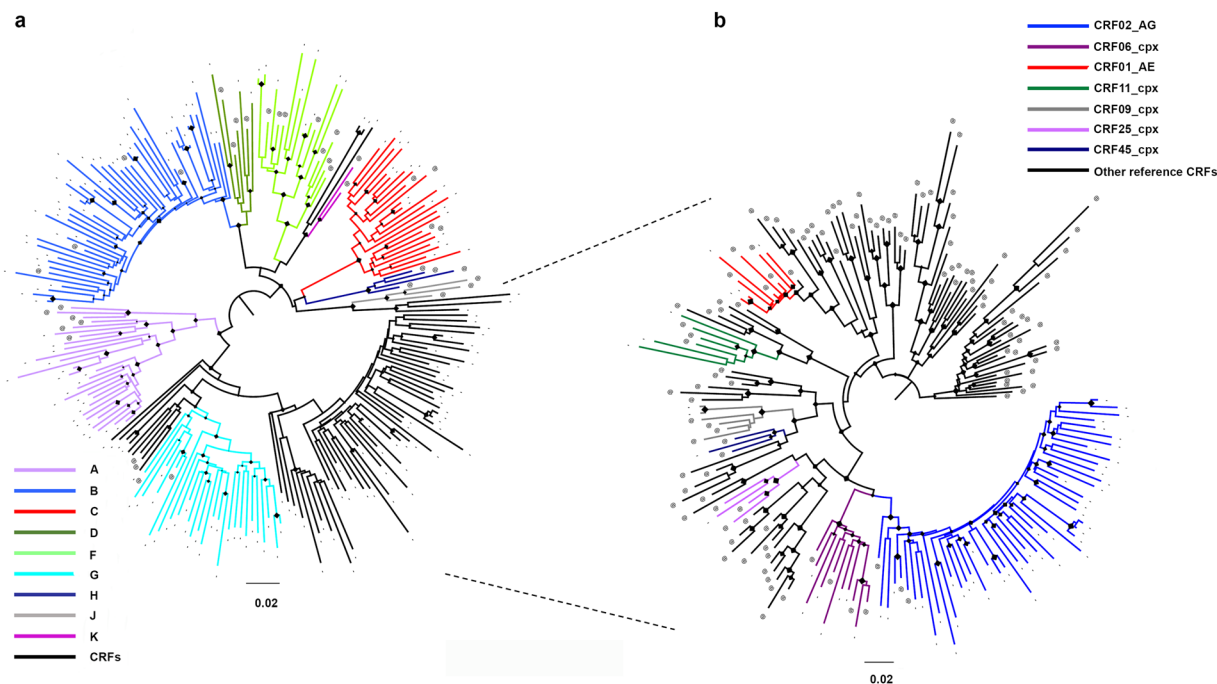 a
b
CRF02_AG
CRF06_cpx
CRF01_AE
CRF11_cpx
CRF09_cpx
CRF25_cpx
CRF45_cpx
Other reference CRFs
A
B
C
D
F
G
H
J
K
CRFs
0.02
0.02